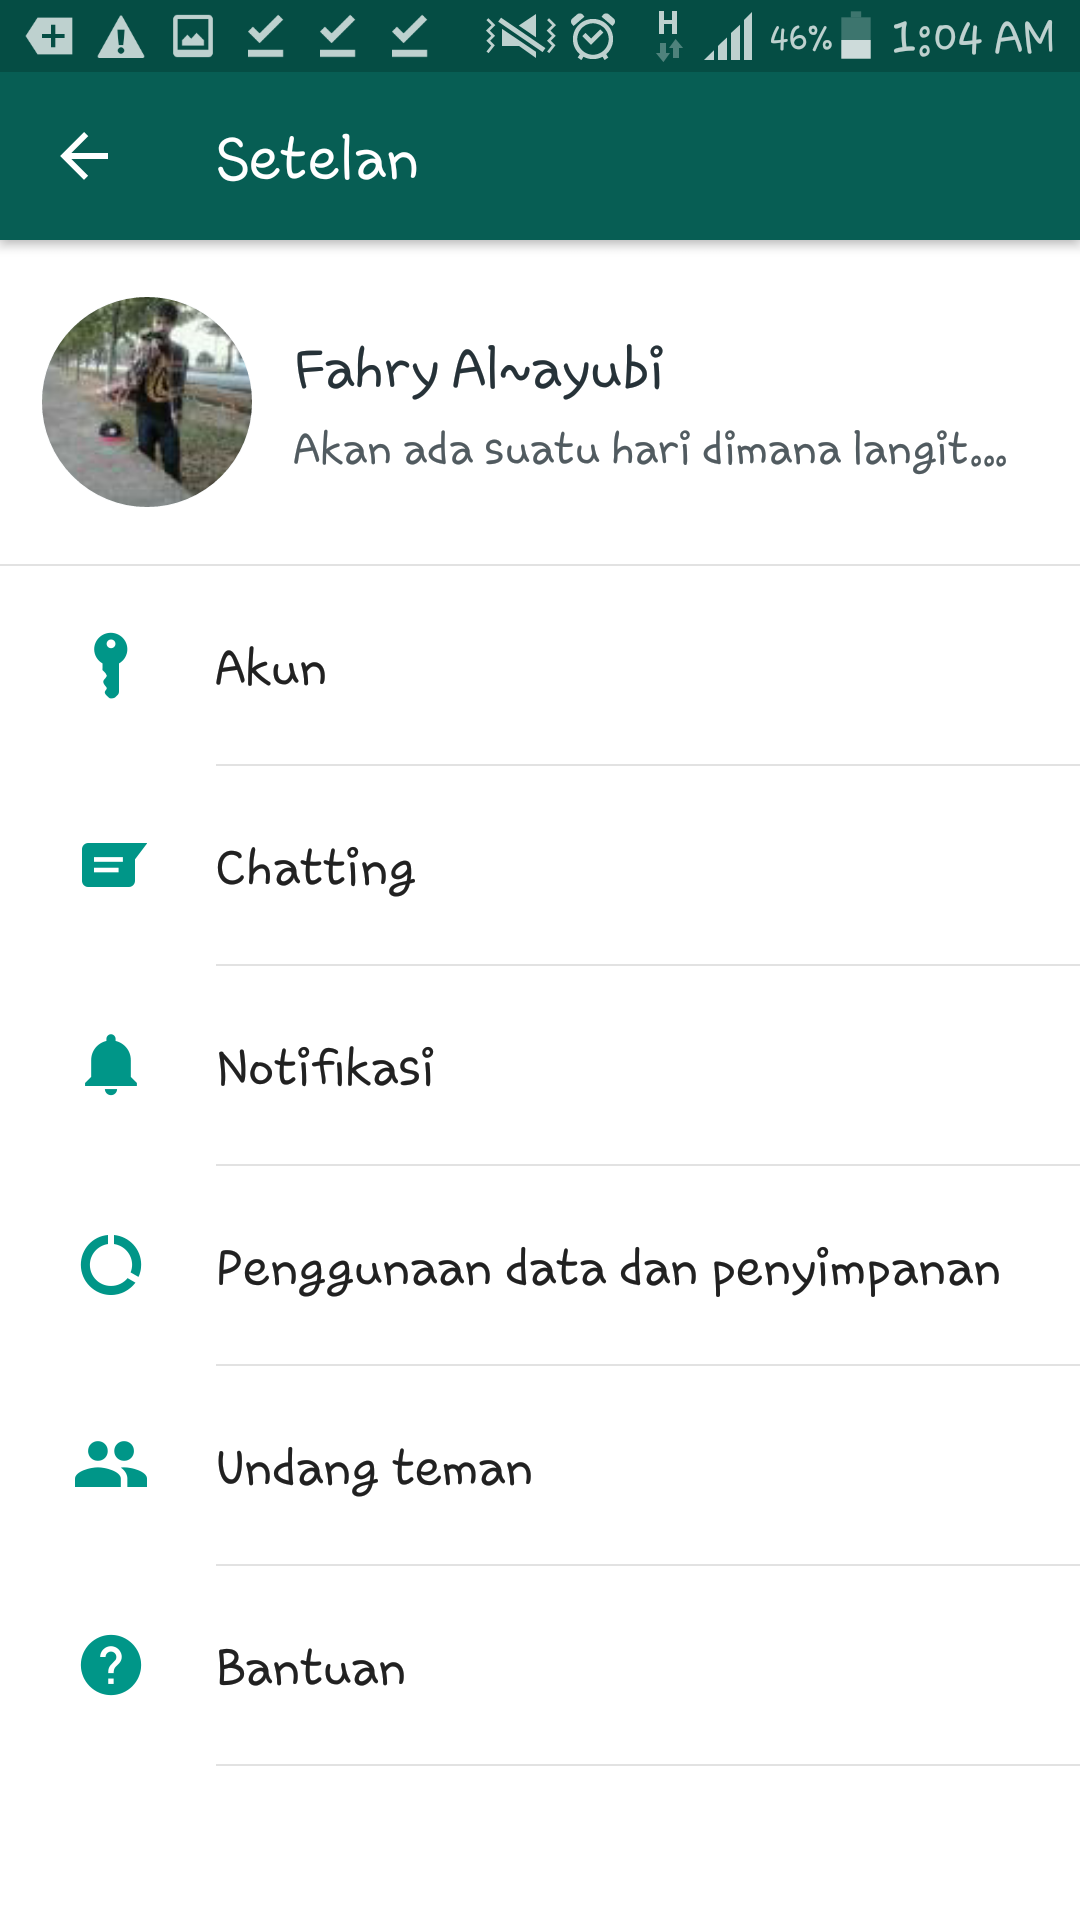 H 46% 1:04 AM
Setelan
Fahry Al~ayubi
Akan ada suatu hari dimana langit...
Akun
Chatting
Notifikasi
Penggunaan data dan penyimpanan
Undang teman
Bantuan